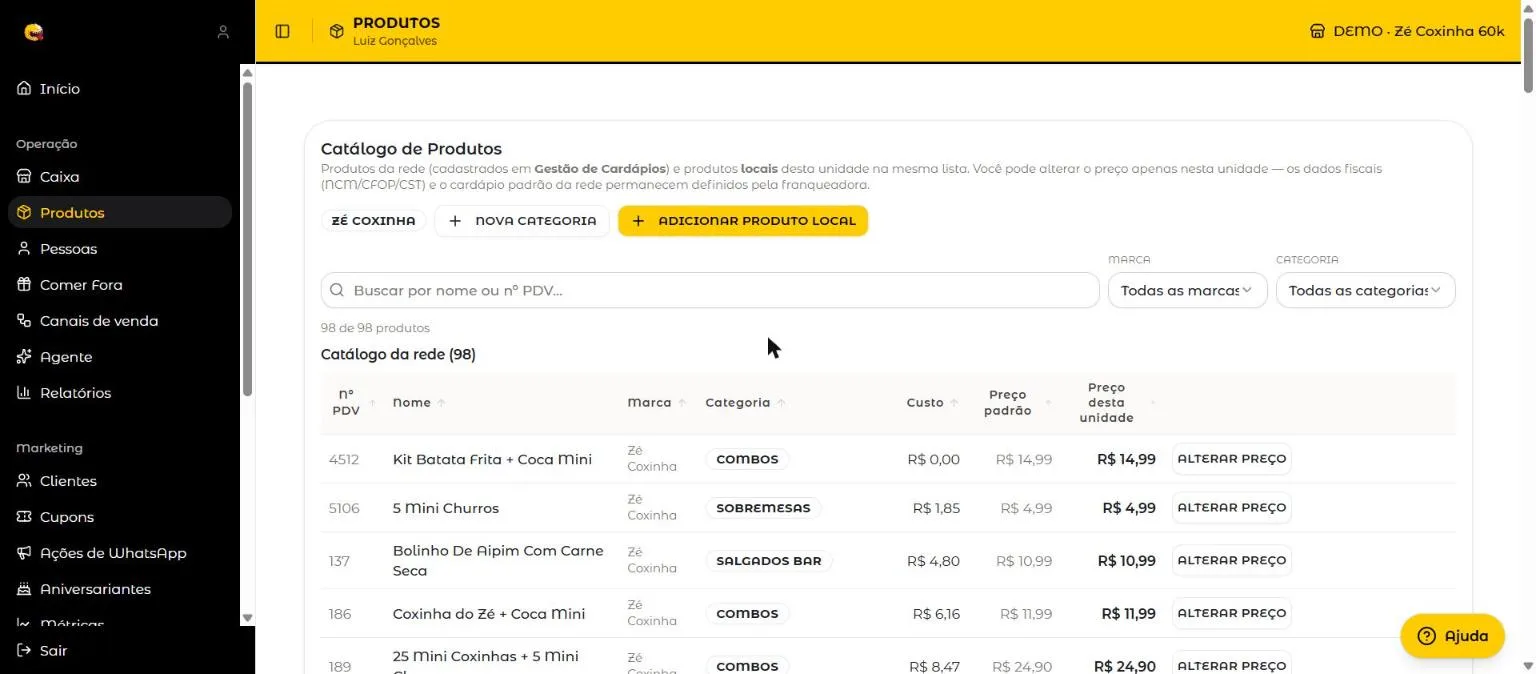 PRODUTOS
Luiz Gonçalves
DEMO · Zé Coxinha 60k
Início
Operação
Caixa
Produtos
Pessoas
Comer Fora
Canais de venda
Agente
Relatórios
Marketing
Clientes
Cupons
Ações de WhatsApp
Aniversariantes
Métricas
Sair
Catálogo de Produtos
Produtos da rede (cadastrados em Gestão de Cardápios) e produtos locais desta unidade na mesma lista. Você pode alterar o preço apenas nesta unidade — os dados fiscais
(NCM/CFOP/CST) e o cardápio padrão da rede permanecem definidos pela franqueadora.
ZÉ COXINHA
+ NOVA CATEGORIA
+ ADICIONAR PRODUTO LOCAL
MARCA
CATEGORIA
Buscar por nome ou nº PDV...
Todas as marcas
Todas as categorias
98 de 98 produtos
Catálogo da rede (98)
Nº PDV ↑ Nome ↑ Marca ↑ Categoria ↑ Custo ↑ Preço padrão Preço desta unidade
4512 Kit Batata Frita + Coca Mini Zé Coxinha COMBOS R$ 0,00 R$ 14,99 R$ 14,99 ALTERAR PREÇO
5106 5 Mini Churros Zé Coxinha SOBREMESAS R$ 1,85 R$ 4,99 R$ 4,99 ALTERAR PREÇO
137 Bolinho De Aipim Com Carne Seca Zé Coxinha SALGADOS BAR R$ 4,80 R$ 10,99 R$ 10,99 ALTERAR PREÇO
186 Coxinha do Zé + Coca Mini Zé Coxinha COMBOS R$ 6,16 R$ 11,99 R$ 11,99 ALTERAR PREÇO
189 25 Mini Coxinhas + 5 Mini Zé Coxinha COMBOS R$ 8,47 R$ 24,90 R$ 24,90 ALTERAR PREÇO
Ajuda